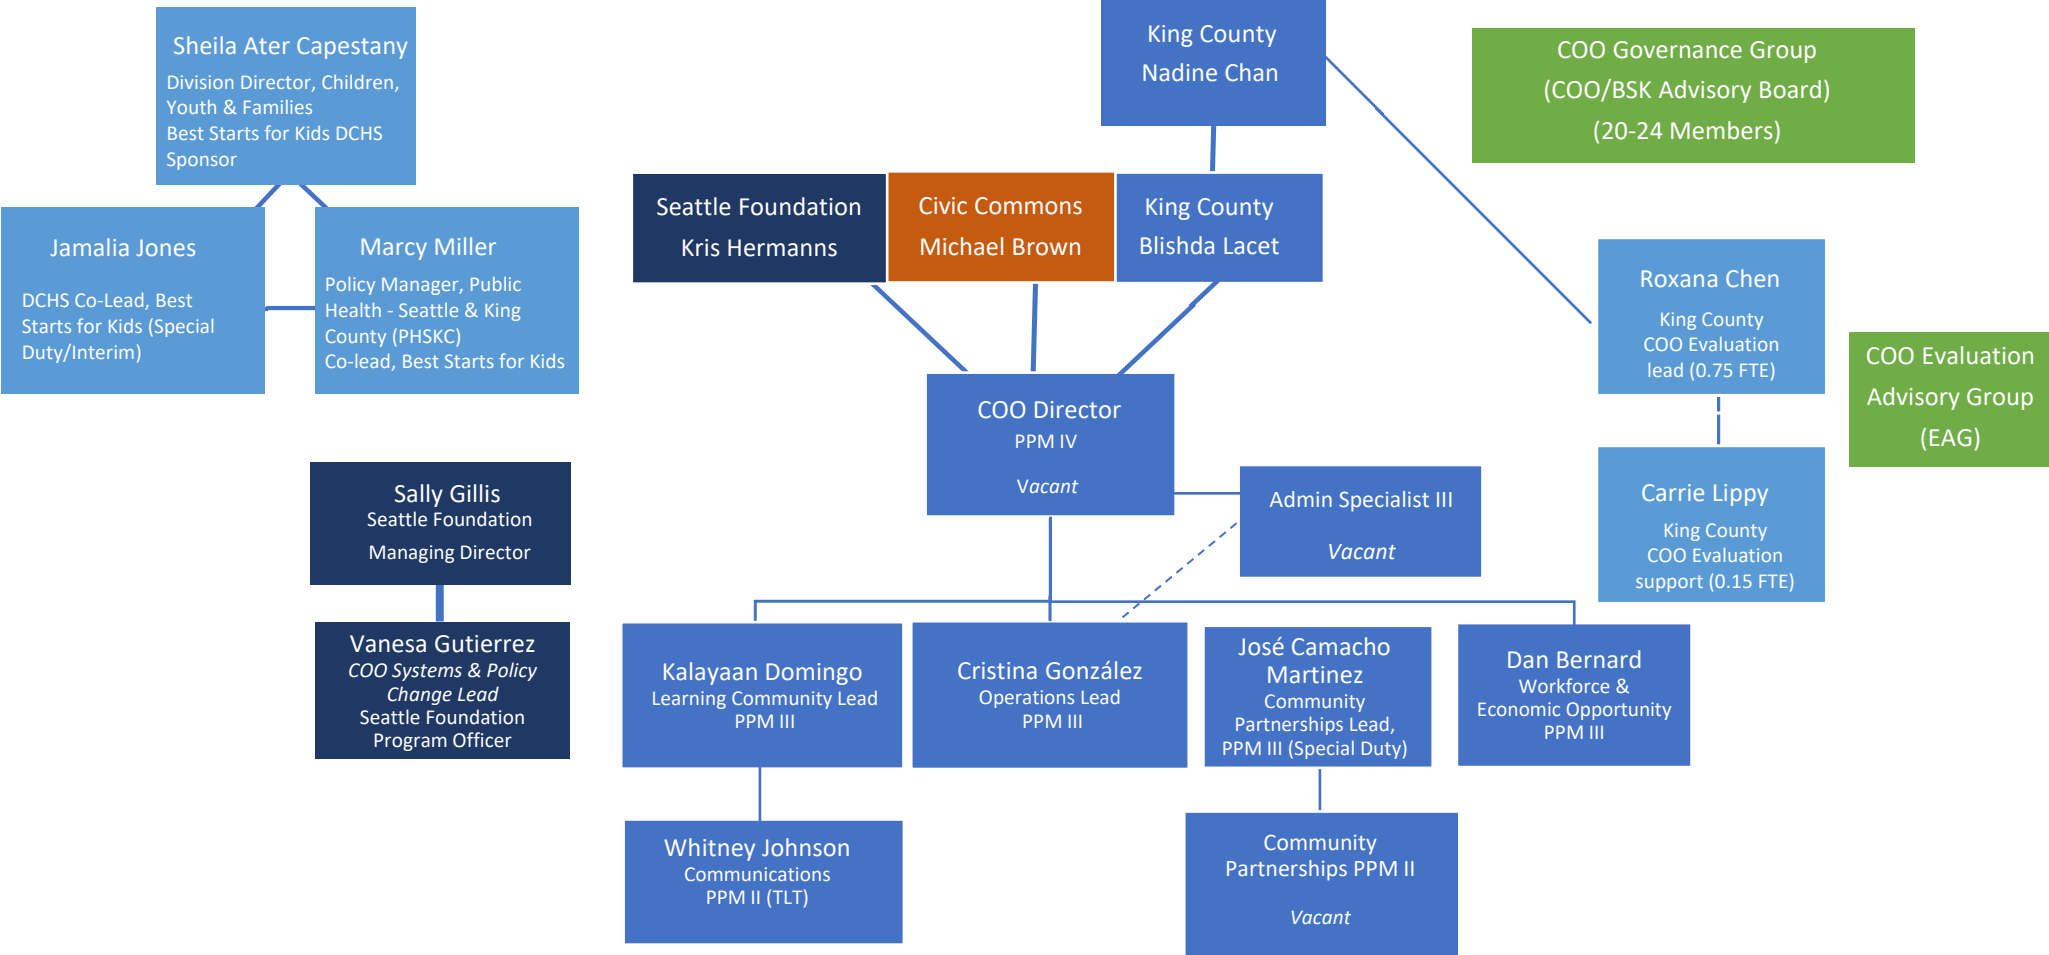 Sheila Ater Capestany
Division Director, Children,
Youth & Families
Best Starts for Kids DCHS
Sponsor
Jamalia Jones
DCHS Co-Lead, Best
Starts for Kids (Special
Duty/Interim)
Marcy Miller
Policy Manager, Public
Health - Seattle & King
County (PHSKC)
Co-lead, Best Starts for Kids
King County
Nadine Chan
COO Governance Group
(COO/BSK Advisory Board)
(20-24 Members)
Seattle Foundation
Kris Hermanns
Civic Commons
Michael Brown
King County
Blishda Lacet
Roxana Chen
King County
COO Evaluation
lead (0.75 FTE)
COO Evaluation
Advisory Group
(EAG)
COO Director
PPM IV
Vacant
Admin Specialist III
Vacant
Carrie Lippy
King County
COO Evaluation
support (0.15 FTE)
Sally Gillis
Seattle Foundation
Managing Director
Vanesa Gutierrez
COO Systems & Policy
Change Lead
Seattle Foundation
Program Officer
Kalayaan Domingo
Learning Community Lead
PPM III
Cristina González
Operations Lead
PPM III
José Camacho
Martinez
Community
Partnerships Lead,
PPM III (Special Duty)
Dan Bernard
Workforce &
Economic Opportunity
PPM III
Whitney Johnson
Communications
PPM II (TLT)
Community
Partnerships PPM II
Vacant